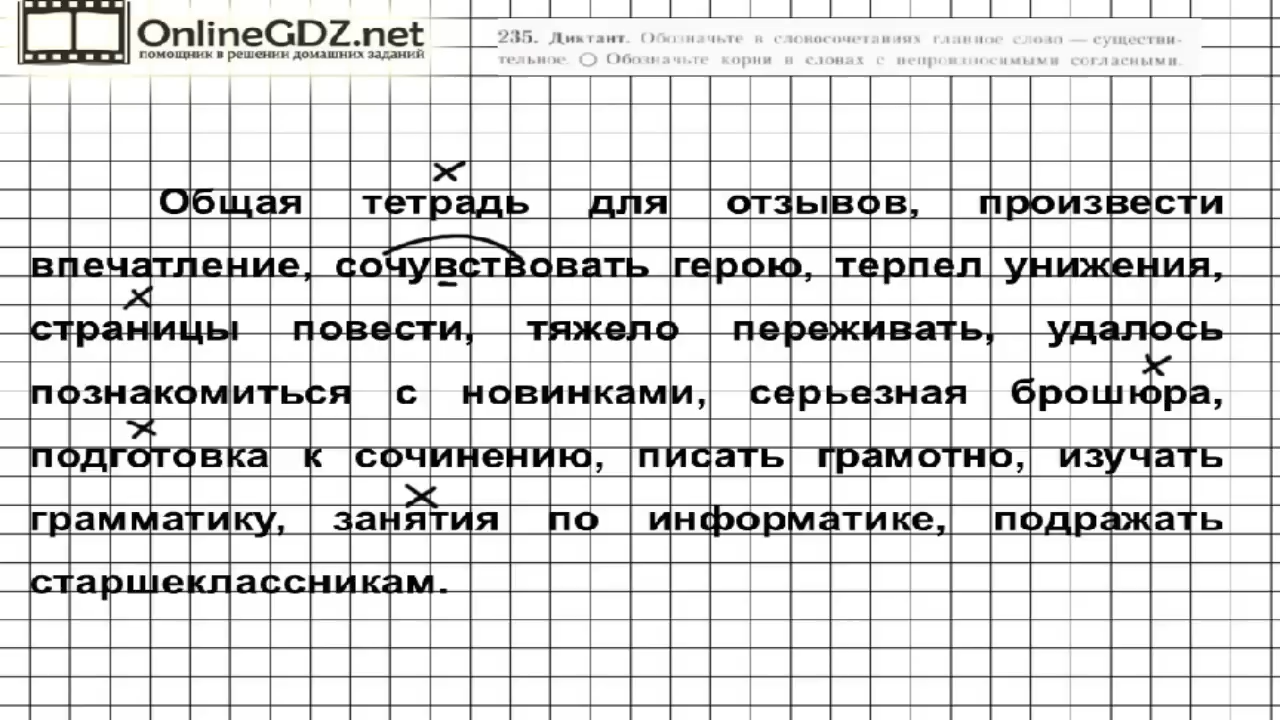 OnlineGDZ.net
помощник в решении домашних заданий
235. Диктант. Обозначьте в словосочетаниях главное слово — существи-
тельное. Обозначьте корни в словах с непроизносимыми согласными.
Общая тетрадь для отзывов, произвести
впечатление, сочувствовать герою, терпел унижения,
страницы повести, тяжело переживать, удалось
познакомиться с новинками, серьезная брошюра,
подготовка к сочинению, писать грамотно, изучать
грамматику, занятия по информатике, подражать
старшеклассникам.